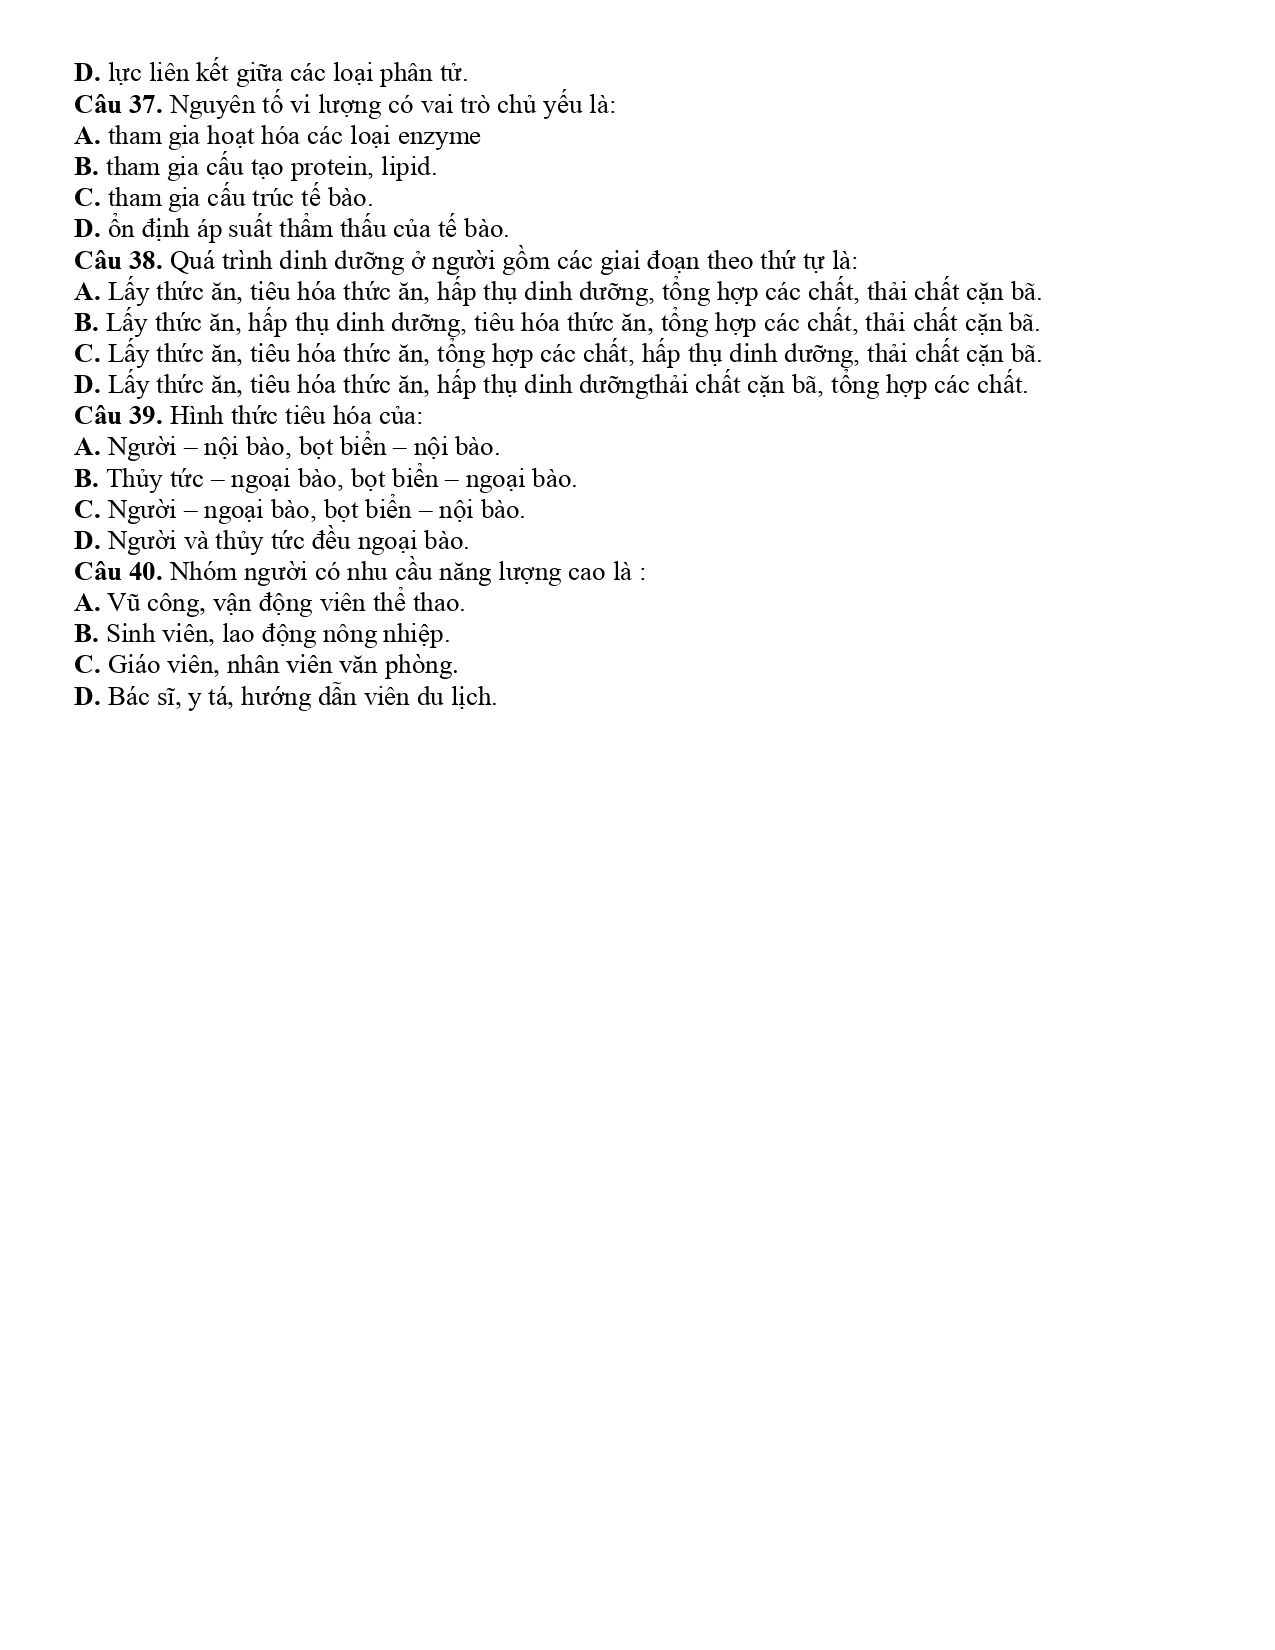 D. lực liên kết giữa các loại phân tử.
Câu 37. Nguyên tố vi lượng có vai trò chủ yếu là:
A. tham gia hoạt hóa các loại enzyme
B. tham gia cấu tạo protein, lipid.
C. tham gia cấu trúc tế bào.
D. ổn định áp suất thẩm thấu của tế bào.
Câu 38. Quá trình dinh dưỡng ở người gồm các giai đoạn theo thứ tự là:
A. Lấy thức ăn, tiêu hóa thức ăn, hấp thụ dinh dưỡng, tổng hợp các chất, thải chất cặn bã.
B. Lấy thức ăn, hấp thụ dinh dưỡng, tiêu hóa thức ăn, tổng hợp các chất, thải chất cặn bã.
C. Lấy thức ăn, tiêu hóa thức ăn, tổng hợp các chất, hấp thụ dinh dưỡng, thải chất cặn bã.
D. Lấy thức ăn, tiêu hóa thức ăn, hấp thụ dinh dưỡngthải chất cặn bã, tổng hợp các chất.
Câu 39. Hình thức tiêu hóa của:
A. Người – nội bào, bọt biển – nội bào.
B. Thủy tức – ngoại bào, bọt biển – ngoại bào.
C. Người – ngoại bào, bọt biển – nội bào.
D. Người và thủy tức đều ngoại bào.
Câu 40. Nhóm người có nhu cầu năng lượng cao là :
A. Vũ công, vận động viên thể thao.
B. Sinh viên, lao động nông nhiệp.
C. Giáo viên, nhân viên văn phòng.
D. Bác sĩ, y tá, hướng dẫn viên du lịch.